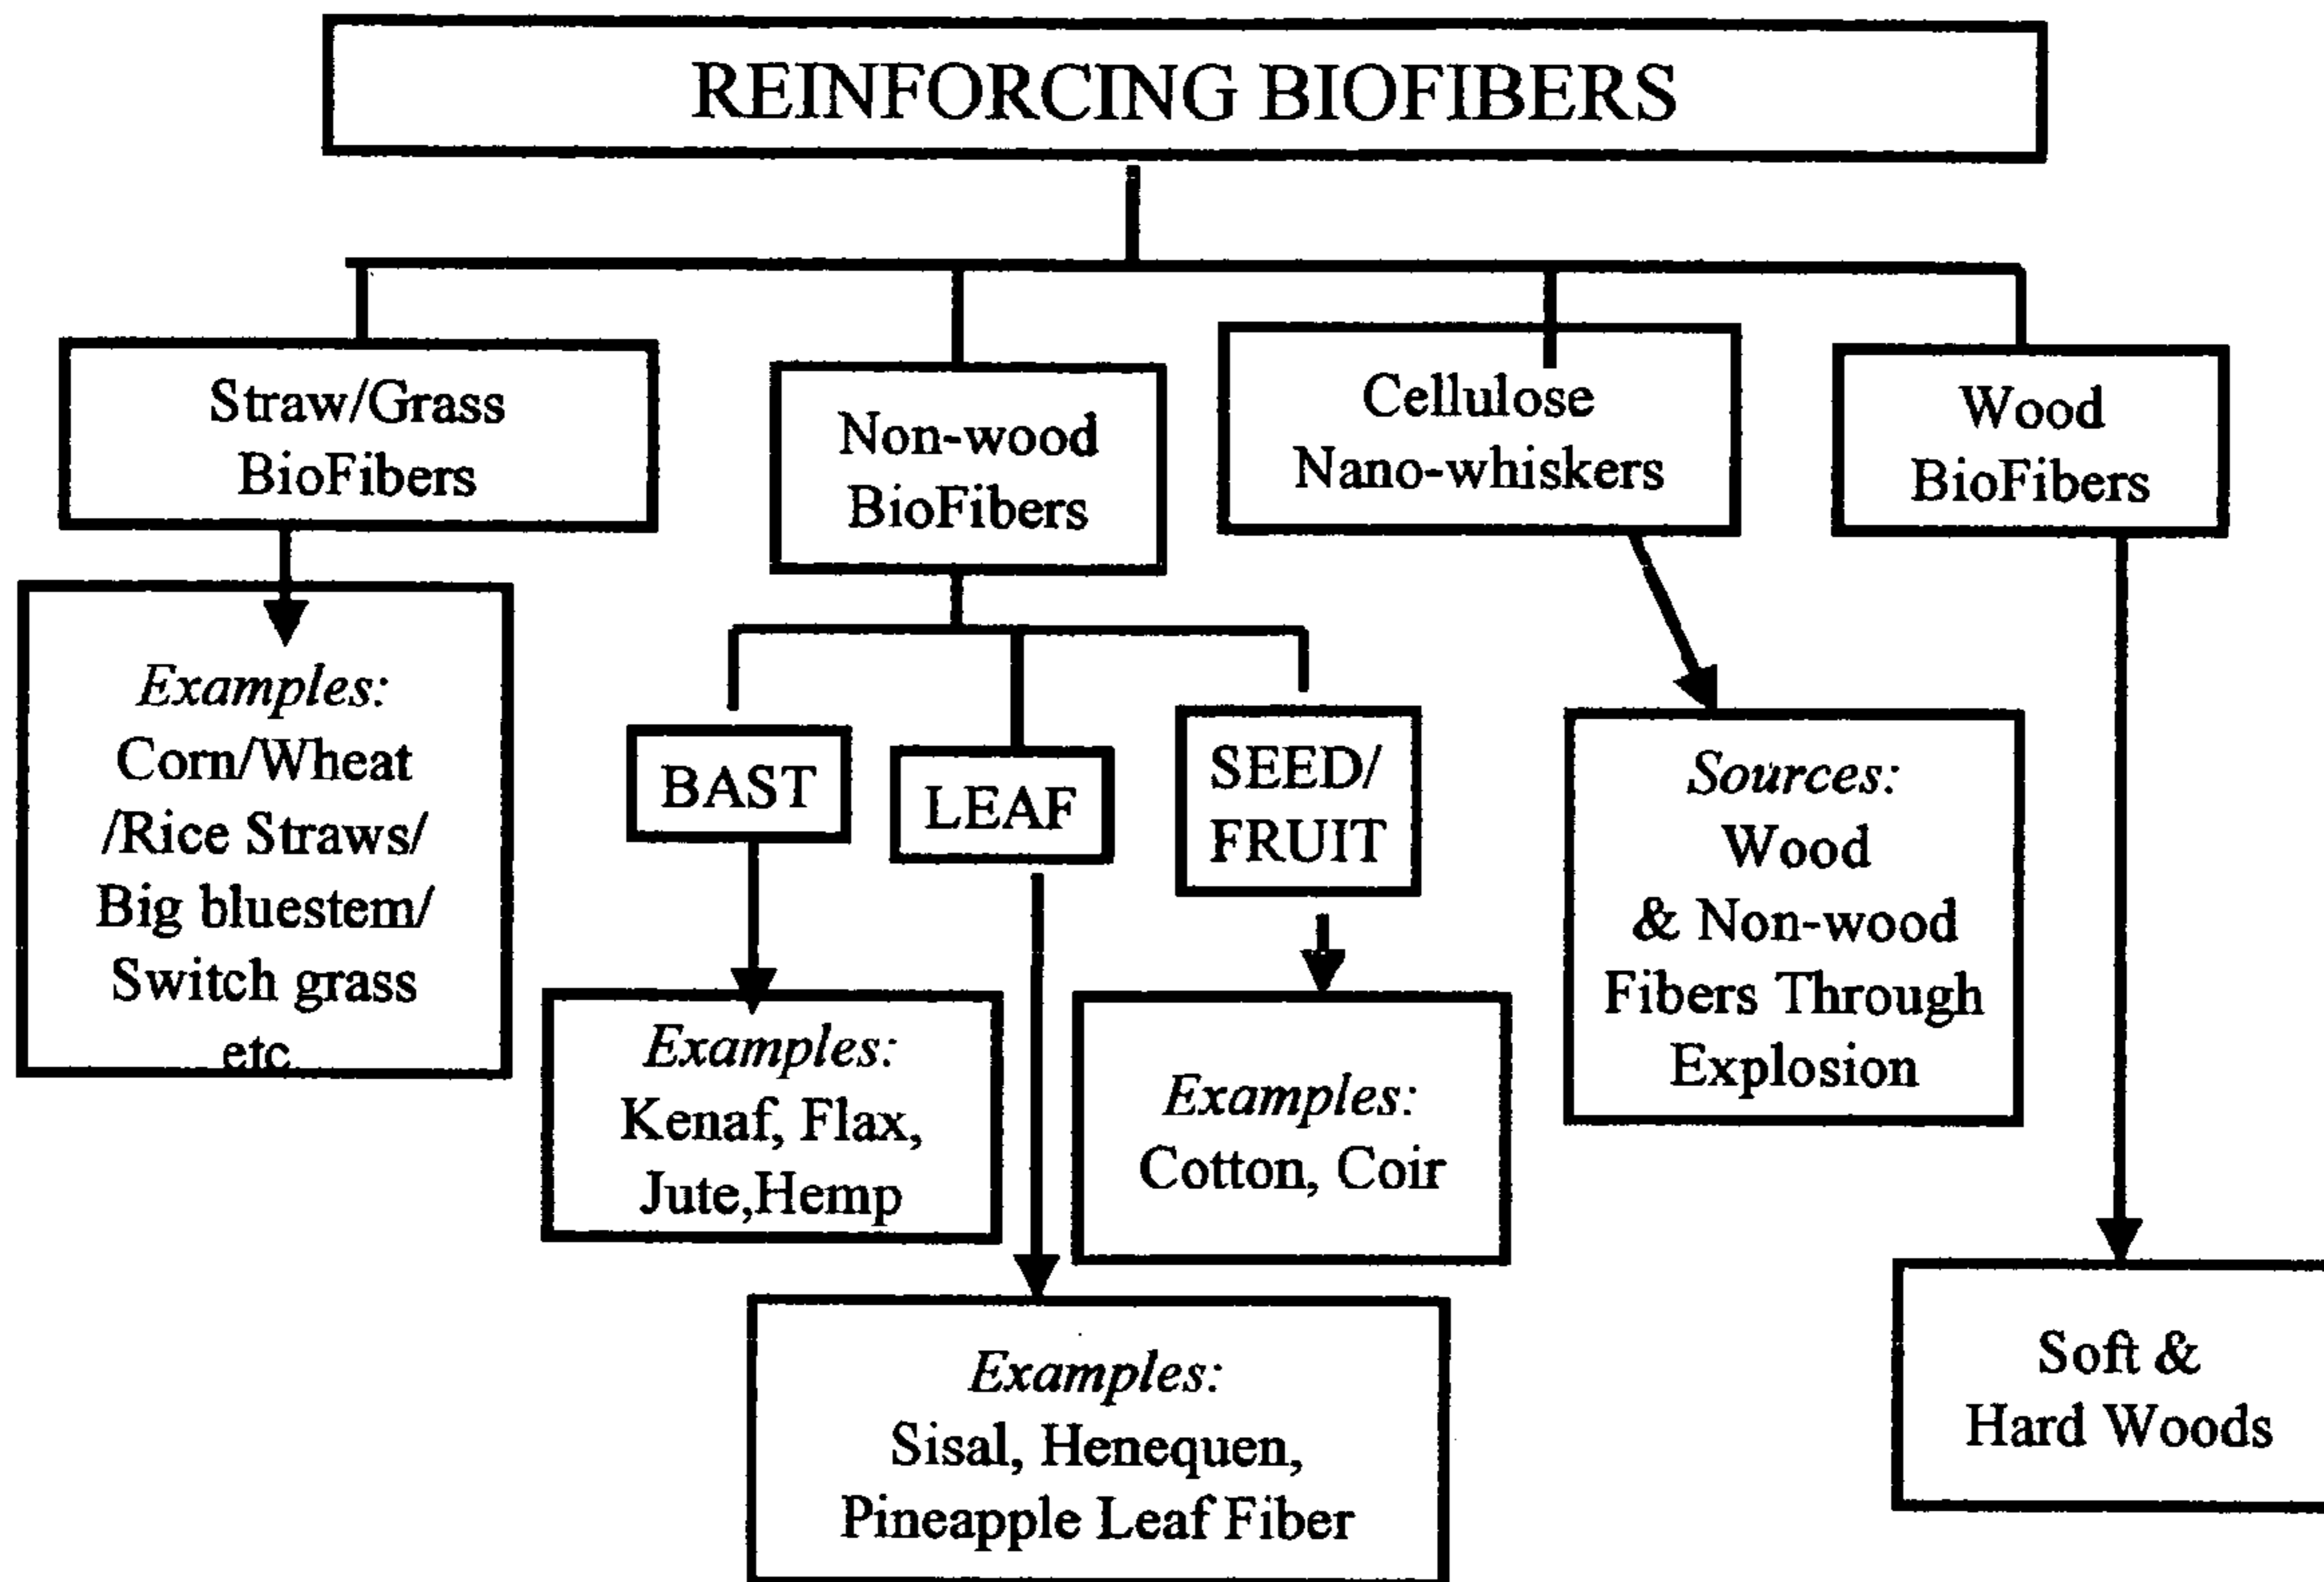 REINFORCING BIOFIBERS
Straw/Grass
BioFibers
Non-wood
BioFibers
Cellulose
Nano-whiskers
Wood
BioFibers
Examples:
Corn/Wheat
/Rice Straws/
Big bluestem/
Switch grass
etc
BAST
LEAF
SEED/
FRUIT
Examples:
Kenaf, Flax,
Jute,Hemp
Examples:
Sisal, Henequen,
Pineapple Leaf Fiber
Examples:
Cotton, Coir
Sources:
Wood
& Non-wood
Fibers Through
Explosion
Soft &
Hard Woods